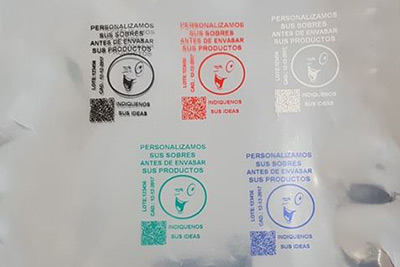 PERSONALIZAMOS
SUS SOBRES
ANTES DE ENVASAR
SUS PRODUCTOS
LOTE:123456
CAD.: 12-12-2017
INDIQUENOS
SUS IDEAS
PERSONALIZAMOS
SUS SOBRES
ANTES DE ENVASAR
SUS PRODUCTOS
LOTE:123456
CAD.: 12-12-2017
INDIQUENOS
SUS IDEAS
PERSONALIZAMOS
SUS SOBRES
ANTES DE ENVASAR
SUS PRODUCTOS
LOTE:123456
CAD.: 12-12-2017
INDIQUENOS
SUS IDEAS
PERSONALIZAMOS
SUS SOBRES
ANTES DE ENVASAR
SUS PRODUCTOS
LOTE:123456
CAD.: 12-12-2017
INDIQUENOS
SUS IDEAS
PERSONALIZAMOS
SUS SOBRES
ANTES DE ENVASAR
SUS PRODUCTOS
LOTE:123456
CAD.: 12-12-2017
INDIQUENOS
SUS IDEAS